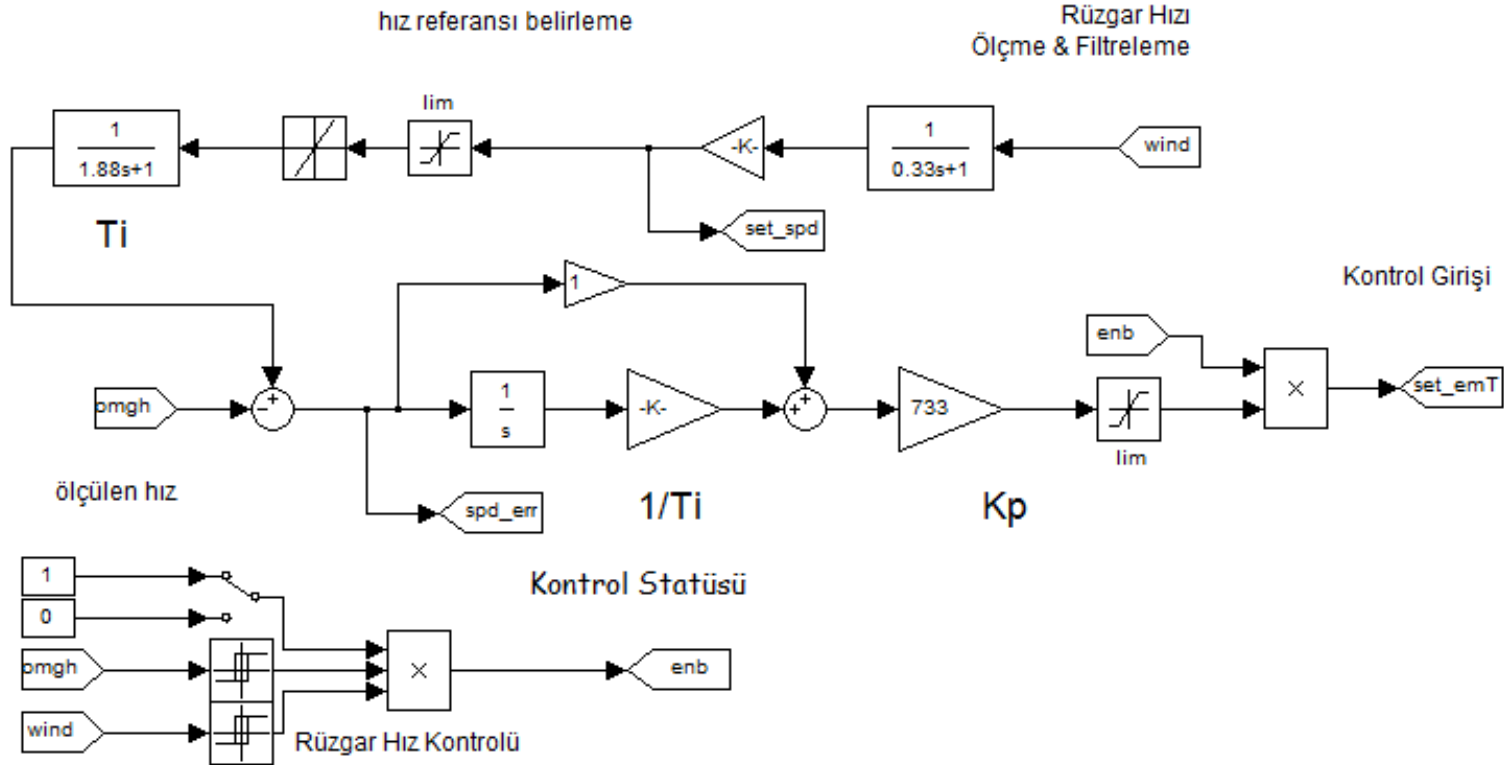 hız referansı belirleme
Rüzgar Hızı
Ölçme & Filtreleme
lim
1
1.88s+1
-K-
1
0.33s+1
wind
Ti
set_spd
1
Kontrol Girişi
enb
omgh
1
s
-K-
733
lim
set_emT
ölçülen hız
spd_err
1/Ti
Kp
1
Kontrol Statüsü
0
omgh
enb
wind
Rüzgar Hız Kontrolü